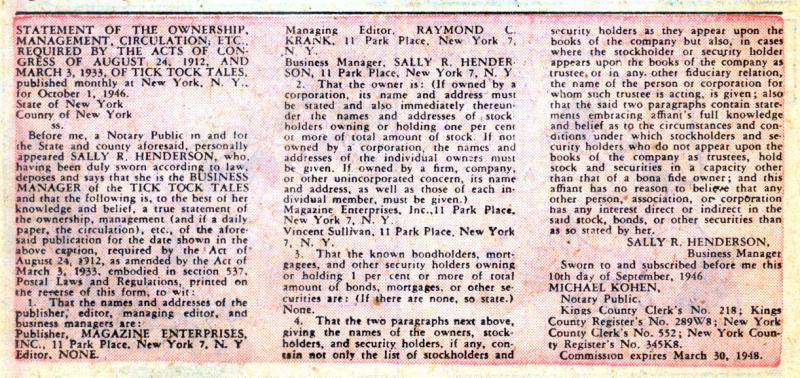 STATEMENT OF THE OWNERSHIP,
MANAGEMENT, CIRCULATION, ETC.
REQUIRED BY THE ACTS OF CON-
GRESS OF AUGUST 24, 1912, AND
MARCH 3, 1933, OF TICK TOCK TALES,
published monthly at New York, N. Y.,
for October 1, 1946.
State of New York
County of New York
ss.
Before me, a Notary Public in and for
the State and county aforesaid, personally
appeared SALLY R. HENDERSON, who,
having been duly sworn according to law,
deposes and says that she is the BUSINESS
MANAGER of the TICK TOCK TALES
and that the following is, to the best of her
knowledge and belief, a true statement of
the ownership, management (and if a daily
paper, the circulation), etc., of the afore-
said publication for the date shown in the
above caption, required by the Act of
August 24, 1912, as amended by the Act of
March 3, 1933, embodied in section 537,
Postal Laws and Regulations, printed on
the reverse of this form, to wit:
1. That the names and addresses of the
publisher, editor, managing editor, and
business managers are:
Publisher, MAGAZINE ENTERPRISES,
INC., 11 Park Place, New York 7, N. Y
Editor, NONE.
Managing Editor, RAYMOND C.
KRANK, 11 Park Place, New York 7,
N. Y.
Business Manager, SALLY R. HENDER-
SON, 11 Park Place, New York 7, N. Y
2. That the owner is: (If owned by a
corporation, its name and address must
be stated and also immediately thereun-
der the names and addresses of stock-
holders owning or holding one per cent
or more of total amount of stock. If not
owned by a corporation, the names and
addresses of the individual owners must
be given. If owned by a firm, company,
or other unincorporated concern, its name
and address, as well as those of each in-
dividual member, must be given.)
Magazine Enterprises, Inc.,11 Park Place,
New York 7, N. Y.
Vincent Sullivan, 11 Park Place, New York
7, N. Y.
3. That the known bondholders, mort-
gagees, and other security holders owning
or holding 1 per cent or more of total
amount of bonds, mortgages, or other se-
curities are: (If there are none, so state.)
None.
4. That the two paragraphs next above,
giving the names of the owners, stock-
holders, and security holders, if any, con-
tain not only the list of stockholders and
security holders as they appear upon the
books of the company but also, in cases
where the stockholder or security holder
appears upon the books of the company as
trustee, or in any other fiduciary relation,
the name of the person or corporation for
whom such trustee is acting, is given; also
that the said two paragraphs contain state-
ments embracing affiant's full knowledge
and belief as to the circumstances and con-
ditions under which stockholders and se-
curity holders who do not appear upon the
books of the company as trustees, hold
stock and securities in a capacity other
than that of a bona fide owner; and this
affiant has no reason to believe that any
other person, association, or corporation
has any interest direct or indirect in the
said stock, bonds, or other securities than
as so stated by her.
SALLY R. HENDERSON,
Business Manager
Sworn to and subscribed before me this
10th day of September, 1946
MICHAEL KOHEN,
Notary Public.
Kings County Clerk's No. 218; Kings
County Register's No. 289W8; New York
County Clerk's No. 552; New York Coun-
ty Register's No. 345K8.
Commission expires March 30, 1948.